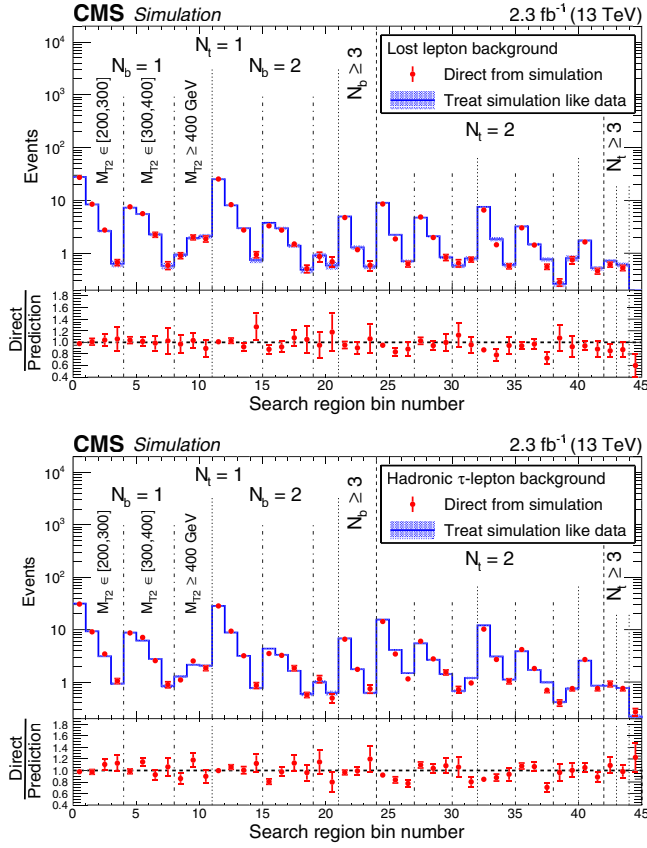 CMS Simulation 2.3 fb⁻¹ (13 TeV)
Events
10⁴
10³
10²
10
1
N_t = 1
N_b = 1
N_b = 2
N_b ≥ 3
N_t = 2
N_t ≥ 3
M_T2 ∈ [200,300]
M_T2 ∈ [300,400]
M_T2 ≥ 400 GeV
Lost lepton background
Direct from simulation
Treat simulation like data
Direct
Prediction
1.8
1.6
1.4
1.2
1.0
0.8
0.6
0.4
0 5 10 15 20 25 30 35 40 45
Search region bin number
CMS Simulation 2.3 fb⁻¹ (13 TeV)
Events
10⁴
10³
10²
10
1
N_t = 1
N_b = 1
N_b = 2
N_b ≥ 3
N_t = 2
N_t ≥ 3
M_T2 ∈ [200,300]
M_T2 ∈ [300,400]
M_T2 ≥ 400 GeV
Hadronic τ-lepton background
Direct from simulation
Treat simulation like data
Direct
Prediction
1.8
1.6
1.4
1.2
1.0
0.8
0.6
0.4
0 5 10 15 20 25 30 35 40 45
Search region bin number